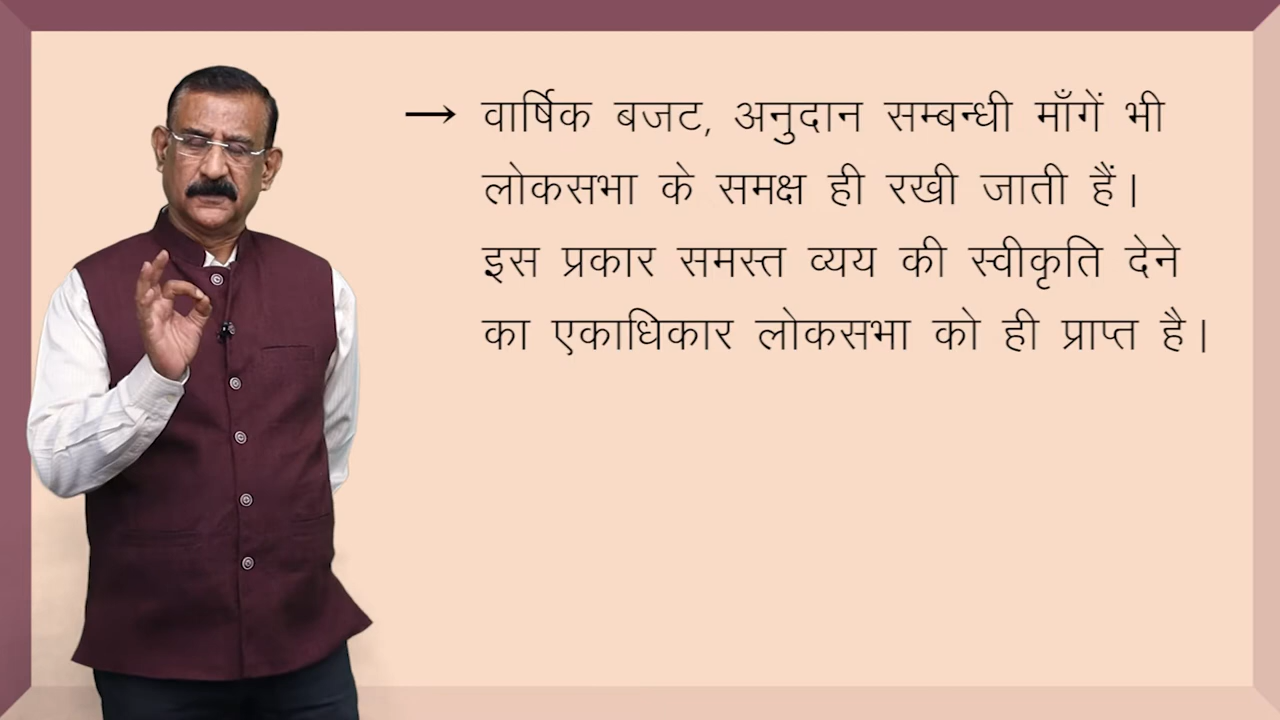 → वार्षिक बजट, अनुदान सम्बन्धी माँगें भी
लोकसभा के समक्ष ही रखी जाती हैं।
इस प्रकार समस्त व्यय की स्वीकृति देने
का एकाधिकार लोकसभा को ही प्राप्त है।